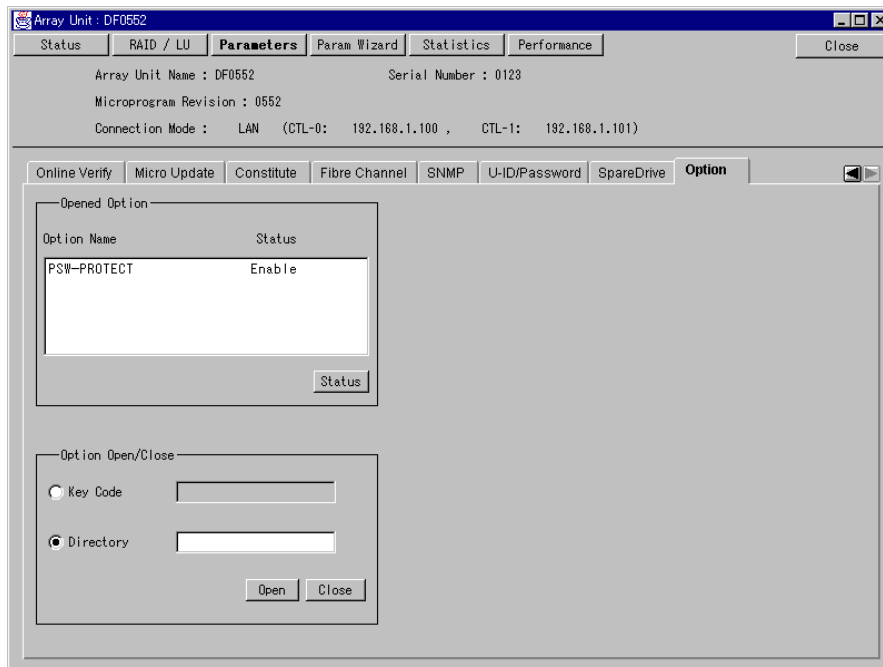 Array Unit : DF0552
Status RAID / LU Parameters Param Wizard Statistics Performance Close
Array Unit Name : DF0552 Serial Number : 0123
Microprogram Revision : 0552
Connection Mode : LAN (CTL-0: 192.168.1.100 , CTL-1: 192.168.1.101)
Online Verify Micro Update Constitute Fibre Channel SNMP U-ID/Password SpareDrive Option
Opened Option
Option Name Status
PSW-PROTECT Enable
Status
Option Open/Close
Key Code
Directory
Open Close